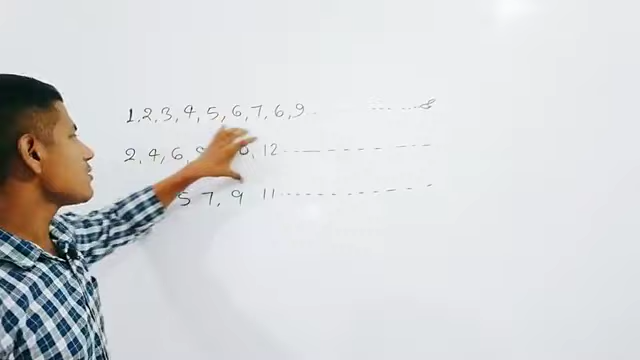 1, 2, 3, 4, 5, 6, 7, 6, 9 .. ... ...∞
2, 4, 6, 12 ...------ - - -
5 7, 9 11 ...- - - - - - -